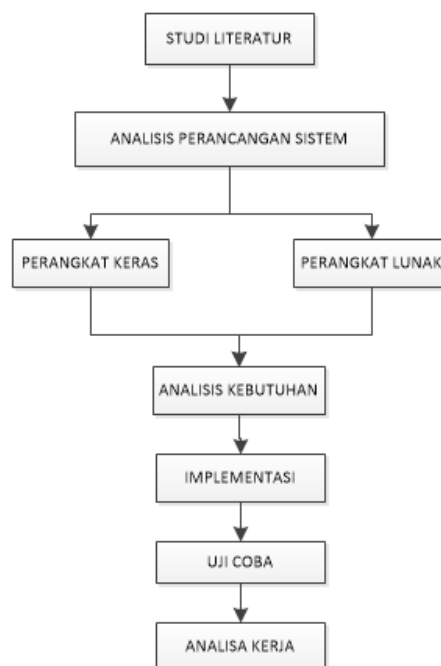 STUDI LITERATUR
ANALISIS PERANCANGAN SISTEM
PERANGKAT KERAS
PERANGKAT LUNAK
ANALISIS KEBUTUHAN
IMPLEMENTASI
UJI COBA
ANALISA KERJA